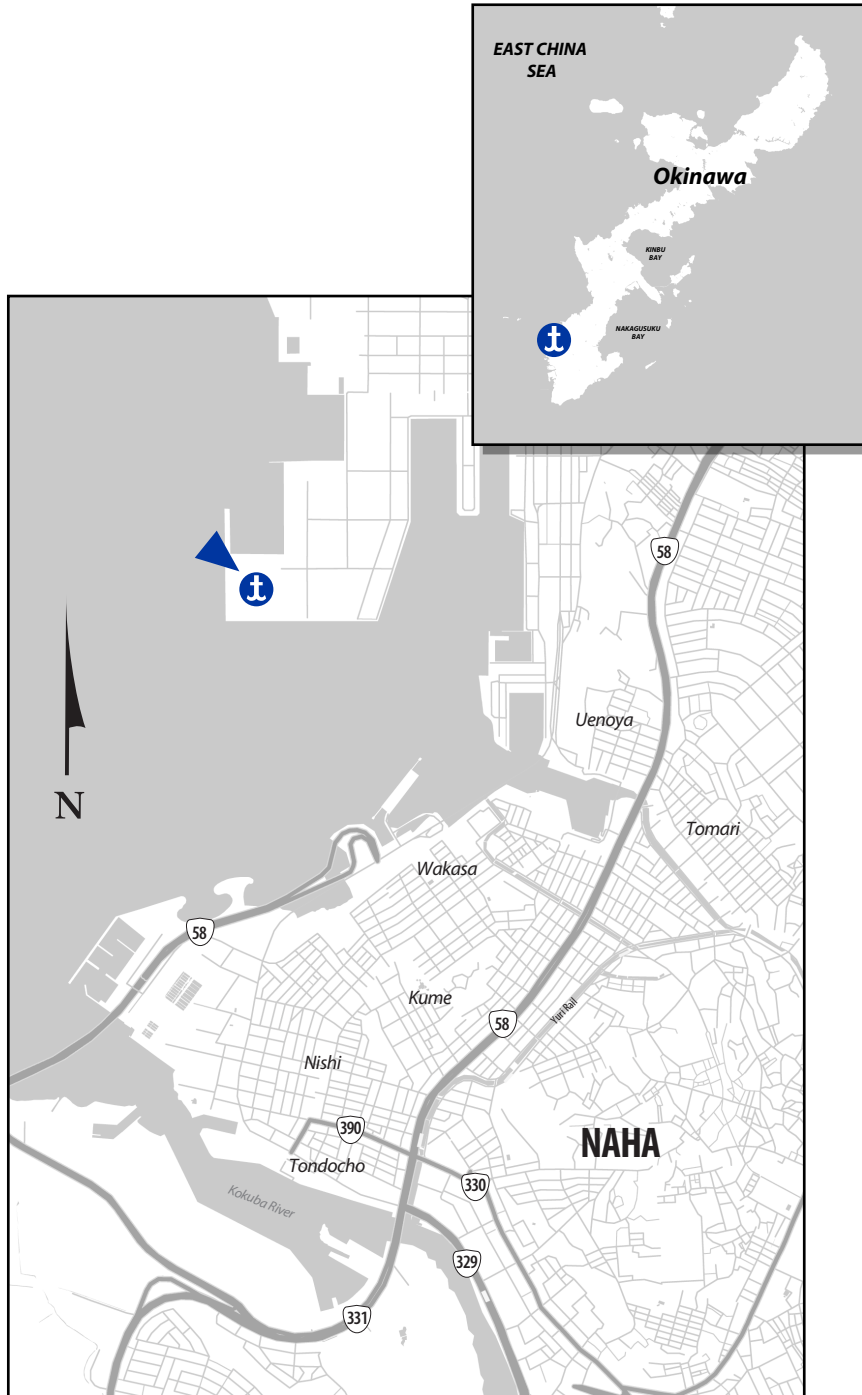 EAST CHINA
SEA
Okinawa
KINBU
BAY
NAKAGUSUKU
BAY
58
Uenoya
N
Tomari
Wakasa
58
Kume
58
Yuri Rail
Nishi
390
NAHA
Tondocho
330
Kokuba River
329
331